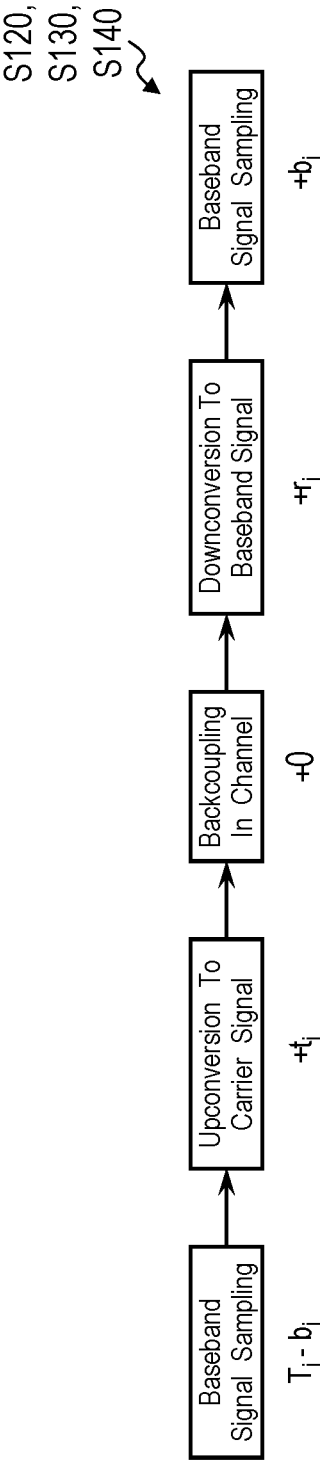 S120,
S130,
S140
Baseband
Signal Sampling
T_i - b_i
Upconversion To
Carrier Signal
+t_i
Backcoupling
In Channel
+0
Downconversion To
Baseband Signal
+r_i
Baseband
Signal Sampling
+b_i